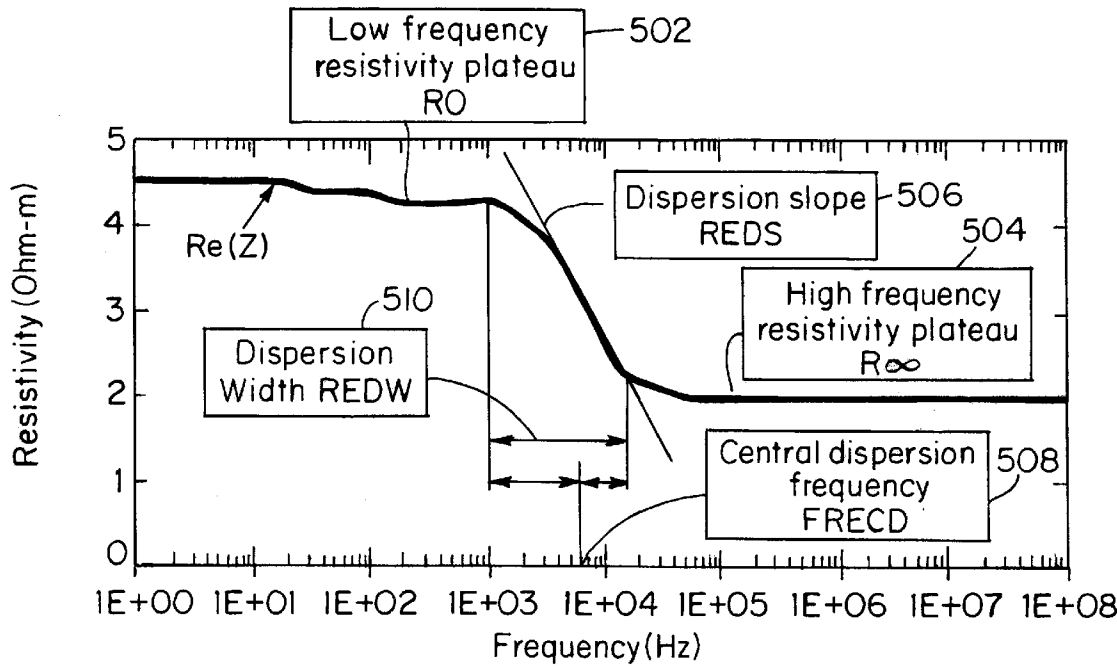 Low frequency
resistivity plateau
RO
502
5
4
3
2
1
0
Resistivity (Ohm-m)
Re(Z)
Dispersion slope
REDS
506
504
High frequency
resistivity plateau
R∞
510
Dispersion
Width REDW
Central dispersion
frequency
FRECD
508
1E+00 1E+01 1E+02 1E+03 1E+04 1E+05 1E+06 1E+07 1E+08
Frequency(Hz)